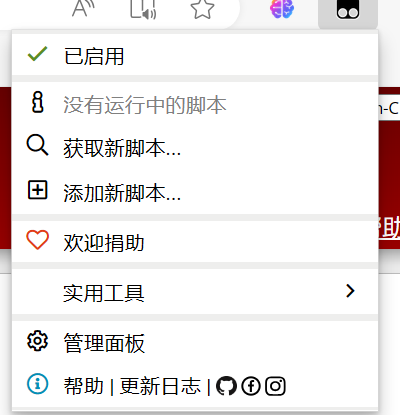 A
已启用
没有运行中的脚本
n-C
获取新脚本...
添加新脚本...
助
欢迎捐助
实用工具
管理面板
帮助 | 更新日志 |